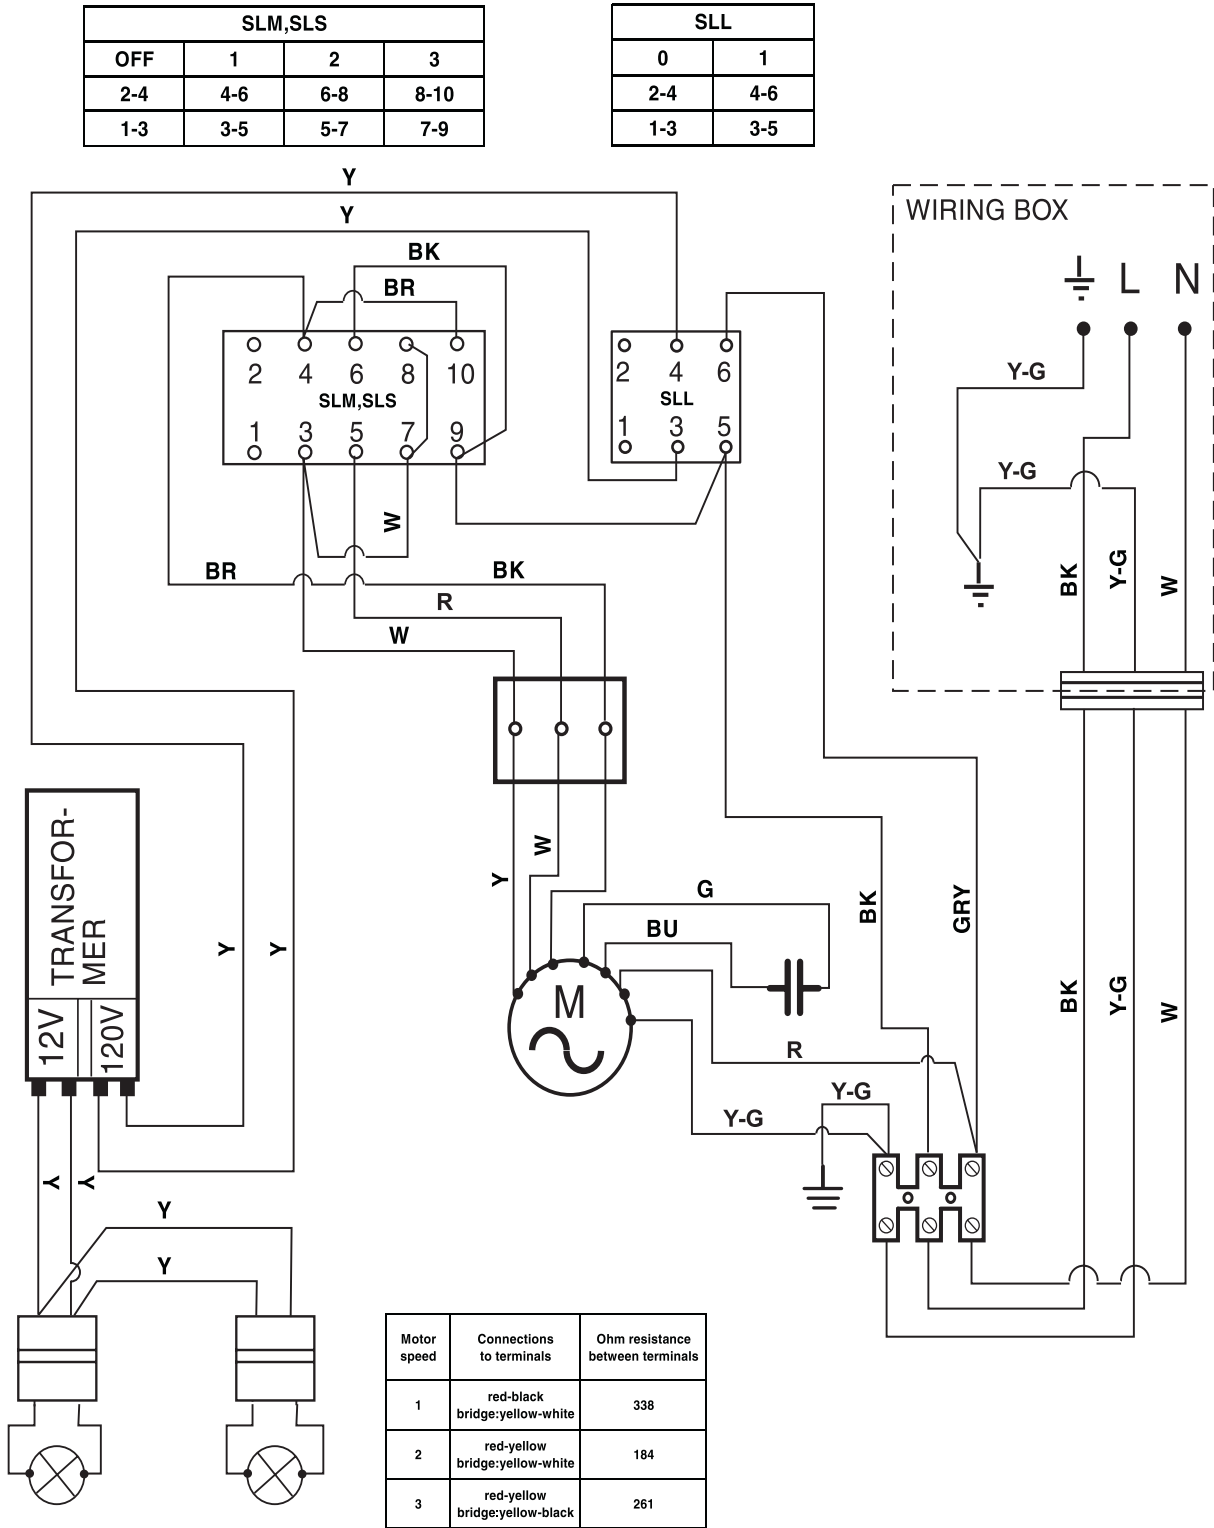 SLM,SLS
OFF 1 2 3
2-4 4-6 6-8 8-10
1-3 3-5 5-7 7-9
SLL
0 1
2-4 4-6
1-3 3-5
Y
Y
BK
BR
2 4 6 8 10
SLM,SLS
1 3 5 7 9
2 4 6
SLL
1 3 5
WIRING BOX
L N
Y-G
Y-G
BK
Y-G
W
W
BR
BK
R
W
TRANSFOR-
MER
12V
120V
Y
Y
Y
W
G
BU
M
BK
GRY
BK
Y-G
W
R
Y-G
Y-G
Y
Y
Y
Y
Motor
speed
Connections
to terminals
Ohm resistance
between terminals
1
red-black
bridge:yellow-white
338
2
red-yellow
bridge:yellow-white
184
3
red-yellow
bridge:yellow-black
261